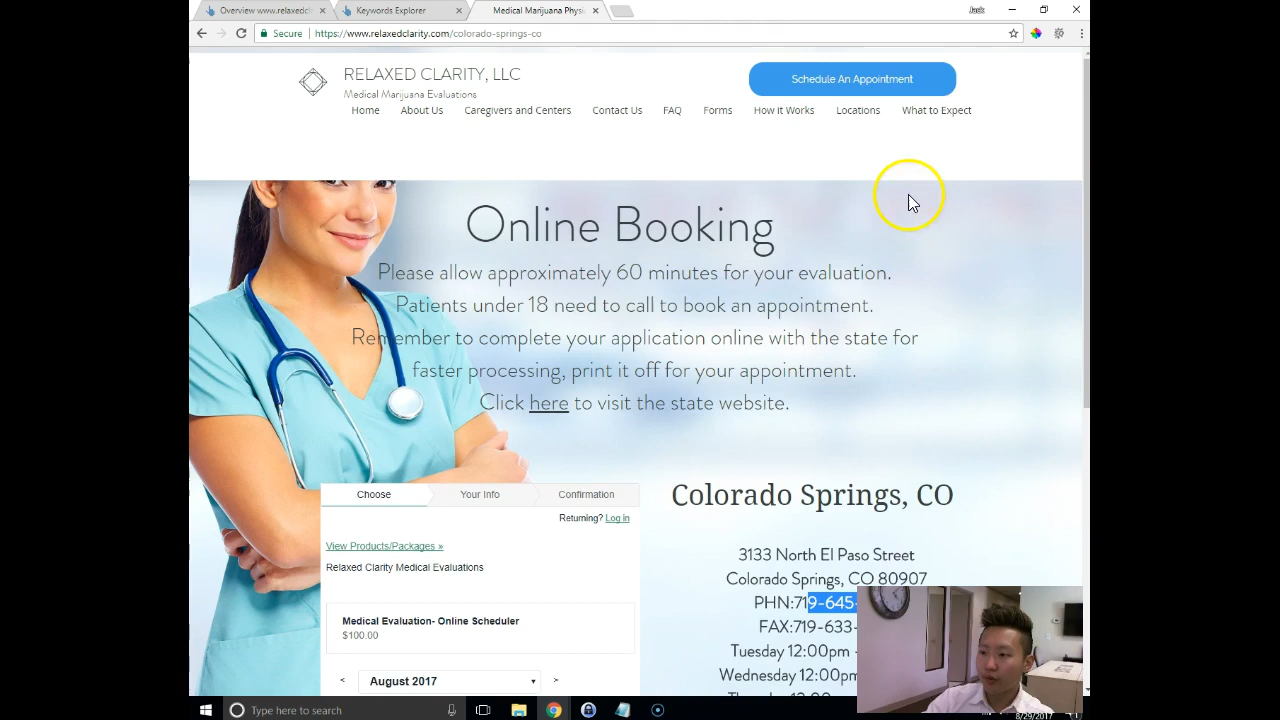 Overview www.relaxedcl
Keywords Explorer
Medical Marijuana Physi
Jack
Secure
https://www.relaxedclarity.com/colorado-springs-co
RELAXED CLARITY, LLC
Medical Marijuana Evaluations
Schedule An Appointment
Home About Us Caregivers and Centers Contact Us FAQ Forms How it Works Locations What to Expect
Online Booking
Please allow approximately 60 minutes for your evaluation.
Patients under 18 need to call to book an appointment.
Remember to complete your application online with the state for
faster processing, print it off for your appointment.
Click here to visit the state website.
Choose Your Info Confirmation
Returning? Log in
View Products/Packages »
Relaxed Clarity Medical Evaluations
Medical Evaluation- Online Scheduler
$100.00
< August 2017 >
Colorado Springs, CO
3133 North El Paso Street
Colorado Springs, CO 80907
PHN:719-645-
FAX:719-633-
Tuesday 12:00pm -
Wednesday 12:00pm
Type here to search
8/29/2017